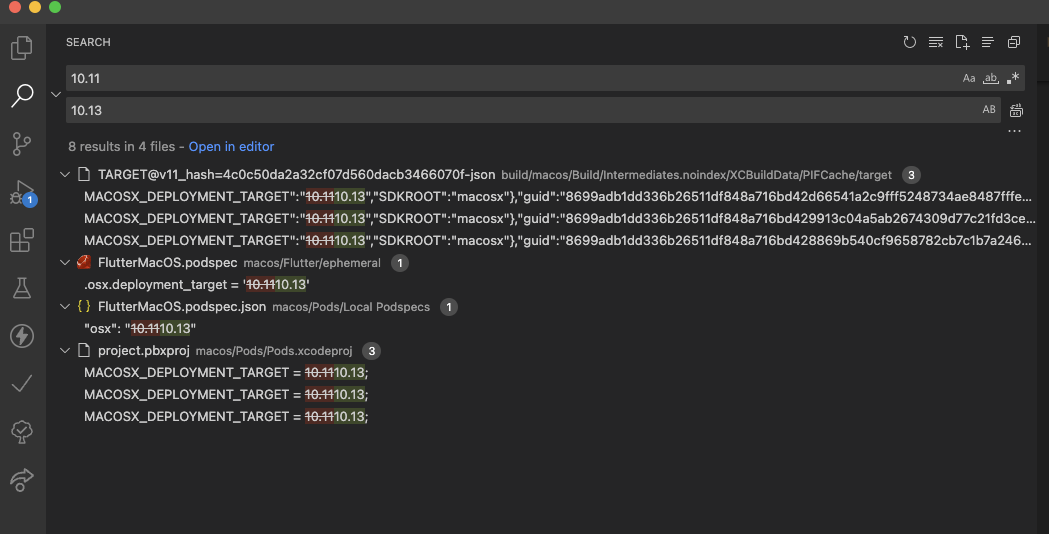 SEARCH
10.11
Aa ab .*
10.13
AB
8 results in 4 files - Open in editor
TARGET@v11_hash=4c0c50da2a32cf07d560dacb3466070f-json build/macos/Build/Intermediates.noindex/XCBuildData/PIFCache/target 3
MACOSX_DEPLOYMENT_TARGET":"10.1110.13","SDKROOT":"macosx"},"guid":"8699adb1dd336b26511df848a716bd42d66541a2c9fff5248734ae8487fffe...
MACOSX_DEPLOYMENT_TARGET":"10.1110.13","SDKROOT":"macosx"},"guid":"8699adb1dd336b26511df848a716bd429913c04a5ab2674309d77c21fd3ce...
1
MACOSX_DEPLOYMENT_TARGET":"10.1110.13","SDKROOT":"macosx"},"guid":"8699adb1dd336b26511df848a716bd428869b540cf9658782cb7c1b7a246...
FlutterMacOS.podspec macos/Flutter/ephemeral 1
.osx.deployment_target = '10.1110.13'
{} FlutterMacOS.podspec.json macos/Pods/Local Podspecs 1
"osx": "10.1110.13"
project.pbxproj macos/Pods/Pods.xcodeproj 3
MACOSX_DEPLOYMENT_TARGET = 10.1110.13;
MACOSX_DEPLOYMENT_TARGET = 10.1110.13;
MACOSX_DEPLOYMENT_TARGET = 10.1110.13;